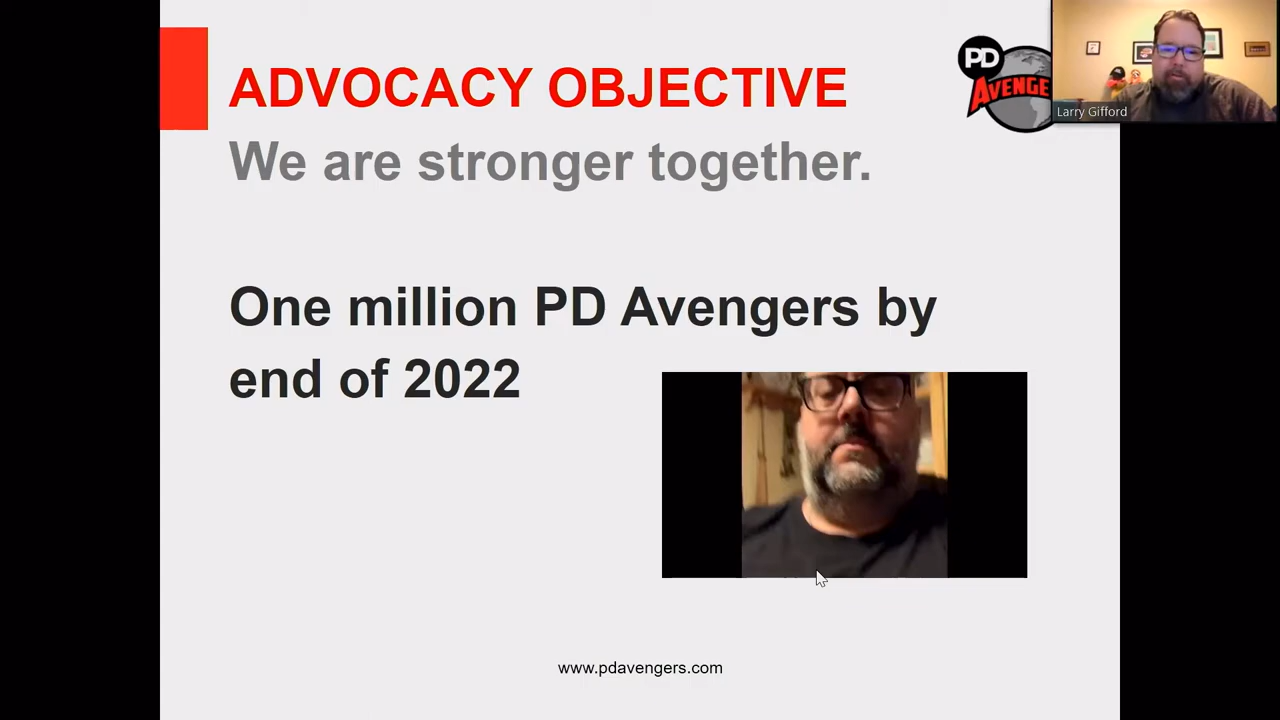 ADVOCACY OBJECTIVE
We are stronger together.
One million PD Avengers by
end of 2022
www.pdavengers.com
PD
AVENGE
Larry Gifford